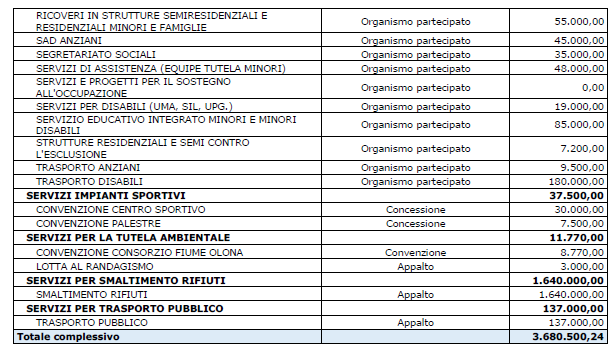 RICOVERI IN STRUTTURE SEMIRESIDENZIALI E
RESIDENZIALI MINORI E FAMIGLIE Organismo partecipato 55.000,00
SAD ANZIANI Organismo partecipato 45.000,00
SEGRETARIATO SOCIALI Organismo partecipato 35.000,00
SERVIZI DI ASSISTENZA (EQUIPE TUTELA MINORI) Organismo partecipato 48.000,00
SERVIZI E PROGETTI PER IL SOSTEGNO
ALL'OCCUPAZIONE Organismo partecipato 0,00
SERVIZI PER DISABILI (UMA, SIL, UPG.) Organismo partecipato 19.000,00
SERVIZIO EDUCATIVO INTEGRATO MINORI E MINORI
DISABILI Organismo partecipato 85.000,00
STRUTTURE RESIDENZIALI E SEMI CONTRO
L'ESCLUSIONE Organismo partecipato 7.200,00
TRASPORTO ANZIANI Organismo partecipato 9.500,00
TRASPORTO DISABILI Organismo partecipato 180.000,00
SERVIZI IMPIANTI SPORTIVI 37.500,00
CONVENZIONE CENTRO SPORTIVO Concessione 30.000,00
CONVENZIONE PALESTRE Concessione 7.500,00
SERVIZI PER LA TUTELA AMBIENTALE 11.770,00
CONVENZIONE CONSORZIO FIUME OLONA Convenzione 8.770,00
LOTTA AL RANDAGISMO Appalto 3.000,00
SERVIZI PER SMALTIMENTO RIFIUTI 1.640.000,00
SMALTIMENTO RIFIUTI Appalto 1.640.000,00
SERVIZI PER TRASPORTO PUBBLICO 137.000,00
TRASPORTO PUBBLICO Appalto 137.000,00
Totale complessivo 3.680.500,24